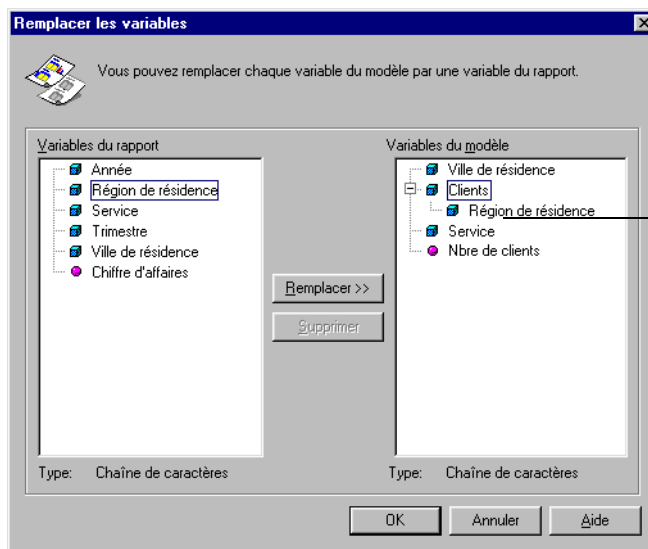 Remplacer les variables
Vous pouvez remplacer chaque variable du modèle par une variable du rapport.
Variables du rapport
Année
Région de résidence
Service
Trimestre
Ville de résidence
Chiffre d'affaires
Type: Chaîne de caractères
Remplacer >>
Supprimer
Variables du modèle
Ville de résidence
Clients
Région de résidence
Service
Nbre de clients
Type: Chaîne de caractères
OK
Annuler
Aide